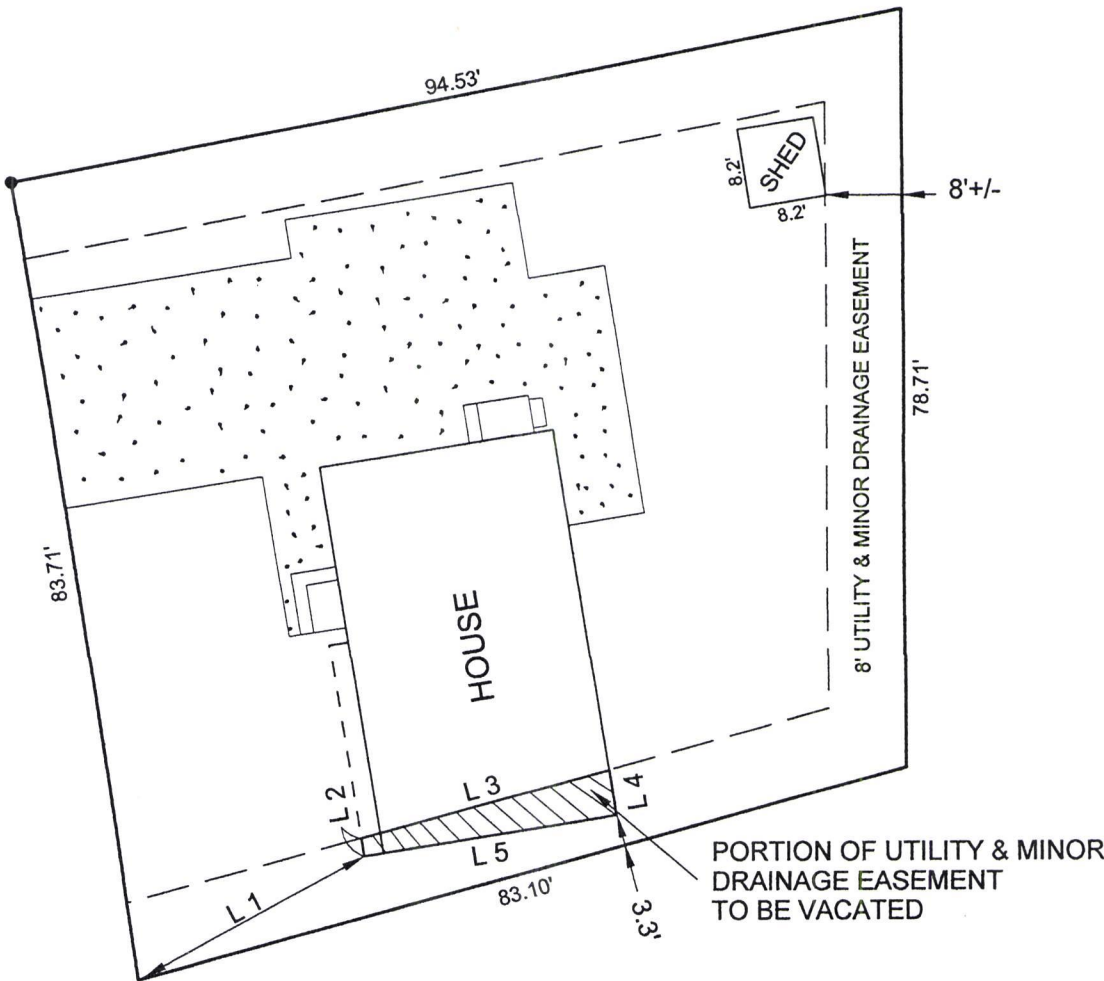 94.53'
8.2'
SHED
8.2'
8'+/-
8' UTILITY & MINOR DRAINAGE EASEMENT
78.71'
83.71'
HOUSE
L 2
L 3
L 4
L 5
L 1
83.10'
3.3'
PORTION OF UTILITY & MINOR
DRAINAGE EASEMENT
TO BE VACATED